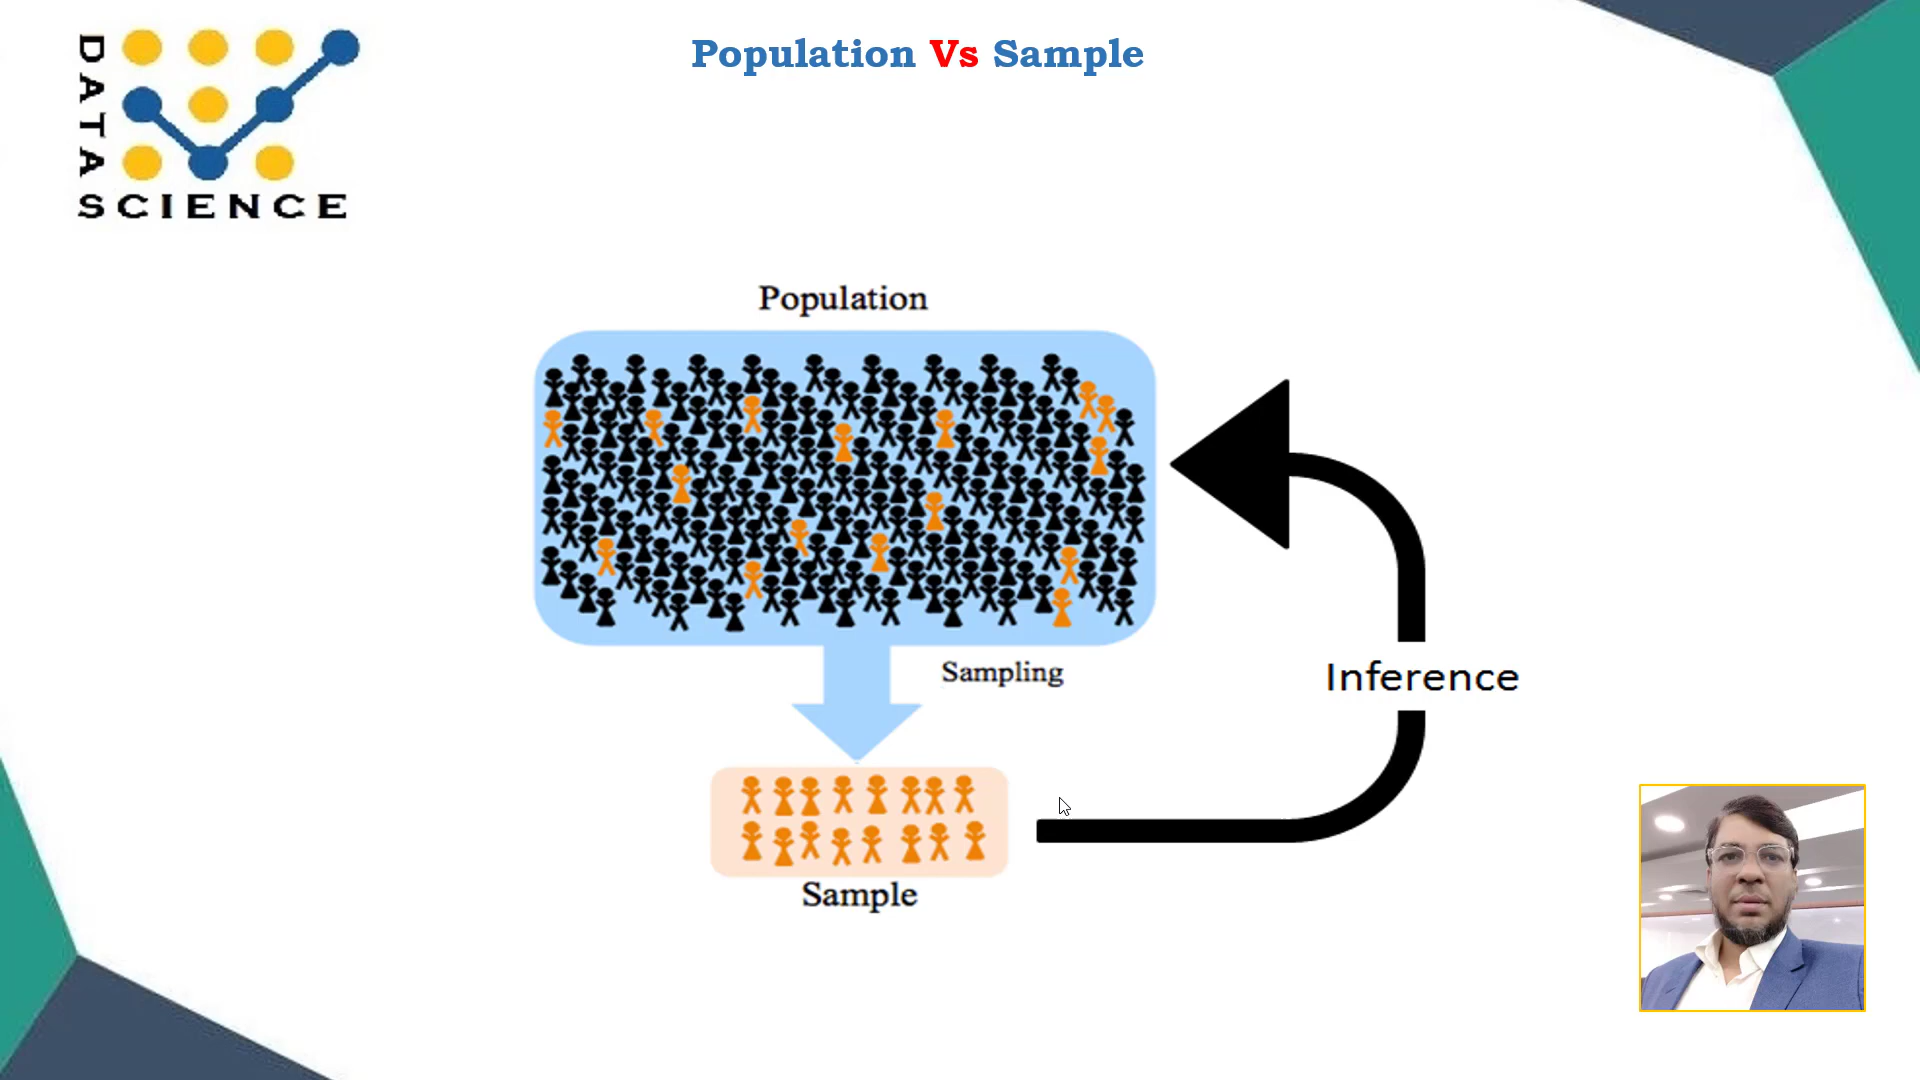 DATA
SCIENCE
Population Vs Sample
Population
Sampling
Inference
Sample